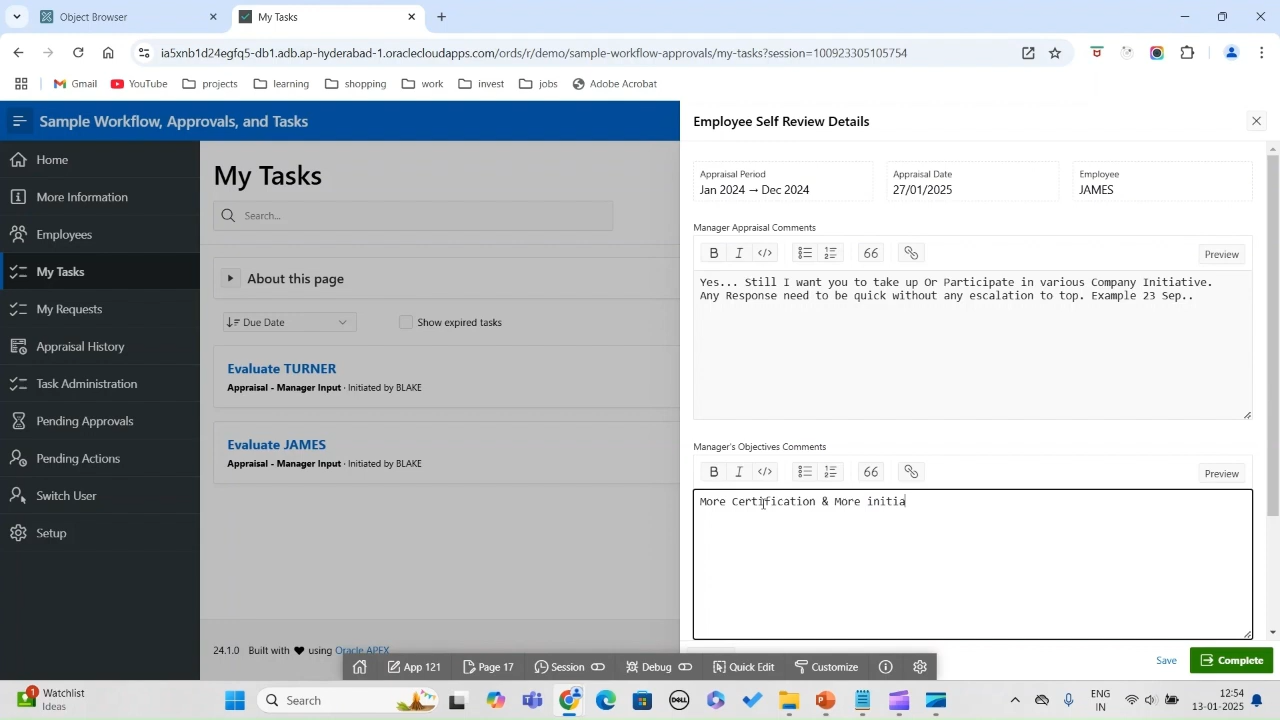 Object Browser
My Tasks
ia5xnb1d24egfq5-db1.adb.ap-hyderabad-1.oraclecloudapps.com/ords/r/demo/sample-workflow-approvals/my-tasks?session=100923305105754
Gmail
YouTube
projects
learning
shopping
work
invest
jobs
Adobe Acrobat
Sample Workflow, Approvals, and Tasks
Home
More Information
Employees
My Tasks
My Requests
Appraisal History
Task Administration
Pending Approvals
Pending Actions
Switch User
Setup
My Tasks
Search...
About this page
Due Date
Show expired tasks
Evaluate TURNER
Appraisal - Manager Input · Initiated by BLAKE
Evaluate JAMES
Appraisal - Manager Input · Initiated by BLAKE
24.1.0 Built with ❤ using Oracle APEX
Employee Self Review Details
Appraisal Period
Jan 2024 → Dec 2024
Appraisal Date
27/01/2025
Employee
JAMES
Manager Appraisal Comments
Preview
Yes... Still I want you to take up Or Participate in various Company Initiative.
Any Response need to be quick without any escalation to top. Example 23 Sep..
Manager's Objectives Comments
Preview
More Certification & More initia
Save
Complete
App 121
Page 17
Session
Debug
Quick Edit
Customize
1
Watchlist
Ideas
Search
DELL
ENG
IN
12:54
13-01-2025